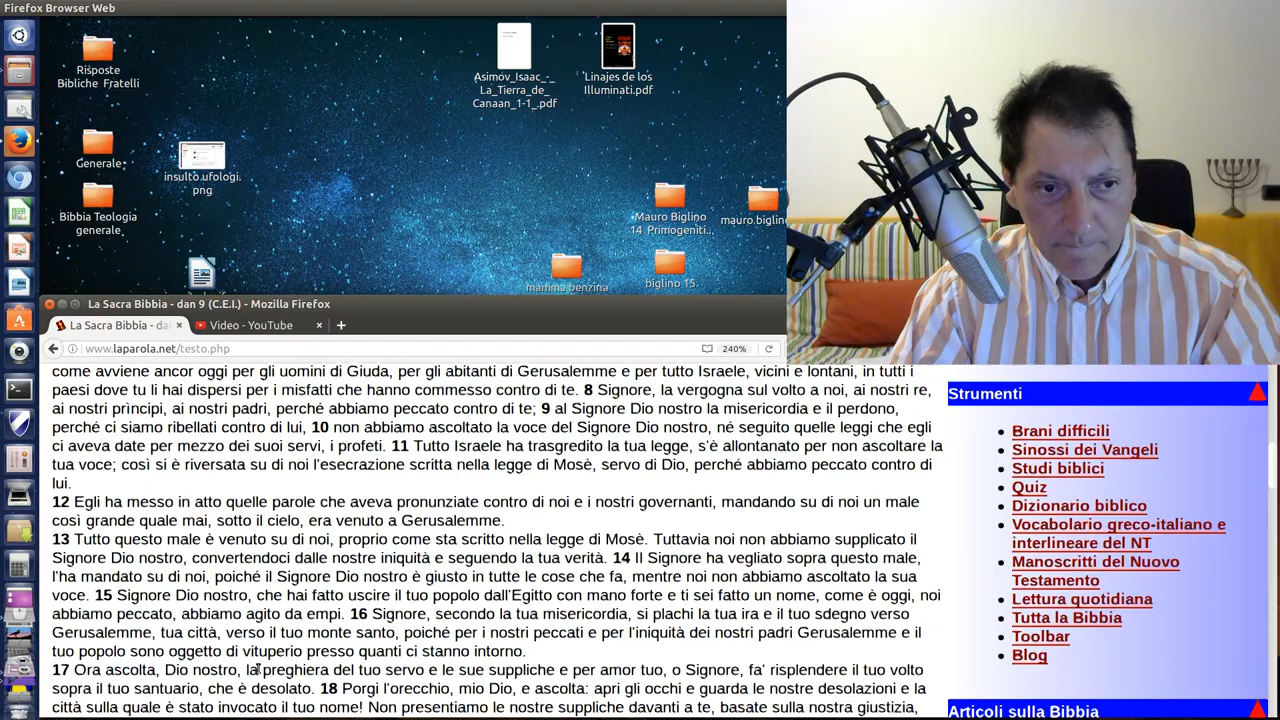 Firefox Web Browser
Risposte
Bibliche Fratelli
Generale
Bibbia Teologia
generale
insulto.ufologi.
png
Asimov_Isaac_-_
La_Tierra_de_
Canaan_1-1_.pdf
Linajes de los
Illuminati.pdf
Mauro Biglino
14 Primogeniti...
mauro.biglin
mamma benzina
biglino 15.
La Sacra Bibbia - dan 9 (C.E.I.) - Mozilla Firefox
La Sacra Bibbia - da
Video - YouTube
www.laparola.net/testo.php
240%
come avviene ancor oggi per gli uomini di Giuda, per gli abitanti di Gerusalemme e per tutto Israele, vicini e lontani, in tutti i
paesi dove tu li hai dispersi per i misfatti che hanno commesso contro di te. 8 Signore, la vergogna sul volto a noi, ai nostri re,
ai nostri prìncipi, ai nostri padri, perché abbiamo peccato contro di te; 9 al Signore Dio nostro la misericordia e il perdono,
perché ci siamo ribellati contro di lui, 10 non abbiamo ascoltato la voce del Signore Dio nostro, né seguito quelle leggi che egli
ci aveva date per mezzo dei suoi servi, i profeti. 11 Tutto Israele ha trasgredito la tua legge, s'è allontanato per non ascoltare la
tua voce; così si è riversata su di noi l'esecrazione scritta nella legge di Mosè, servo di Dio, perché abbiamo peccato contro di
lui.
12 Egli ha messo in atto quelle parole che aveva pronunziate contro di noi e i nostri governanti, mandando su di noi un male
così grande quale mai, sotto il cielo, era venuto a Gerusalemme.
13 Tutto questo male è venuto su di noi, proprio come sta scritto nella legge di Mosè. Tuttavia noi non abbiamo supplicato il
Signore Dio nostro, convertendoci dalle nostre iniquità e seguendo la tua verità. 14 Il Signore ha vegliato sopra questo male,
l'ha mandato su di noi, poiché il Signore Dio nostro è giusto in tutte le cose che fa, mentre noi non abbiamo ascoltato la sua
voce. 15 Signore Dio nostro, che hai fatto uscire il tuo popolo dall'Egitto con mano forte e ti sei fatto un nome, come è oggi, noi
abbiamo peccato, abbiamo agito da empi. 16 Signore, secondo la tua misericordia, si plachi la tua ira e il tuo sdegno verso
Gerusalemme, tua città, verso il tuo monte santo, poiché per i nostri peccati e per l'iniquità dei nostri padri Gerusalemme e il
tuo popolo sono oggetto di vituperio presso quanti ci stanno intorno.
17 Ora ascolta, Dio nostro, la preghiera del tuo servo e le sue suppliche e per amor tuo, o Signore, fa' risplendere il tuo volto
sopra il tuo santuario, che è desolato. 18 Porgi l'orecchio, mio Dio, e ascolta: apri gli occhi e guarda le nostre desolazioni e la
città sulla quale è stato invocato il tuo nome! Non presentiamo le nostre suppliche davanti a te, basate sulla nostra giustizia,
Strumenti
Brani difficili
Sinossi dei Vangeli
Studi biblici
Quiz
Dizionario biblico
Vocabolario greco-italiano e
interlineare del NT
Manoscritti del Nuovo
Testamento
Lettura quotidiana
Tutta la Bibbia
Toolbar
Blog
Articoli sulla Bibbia